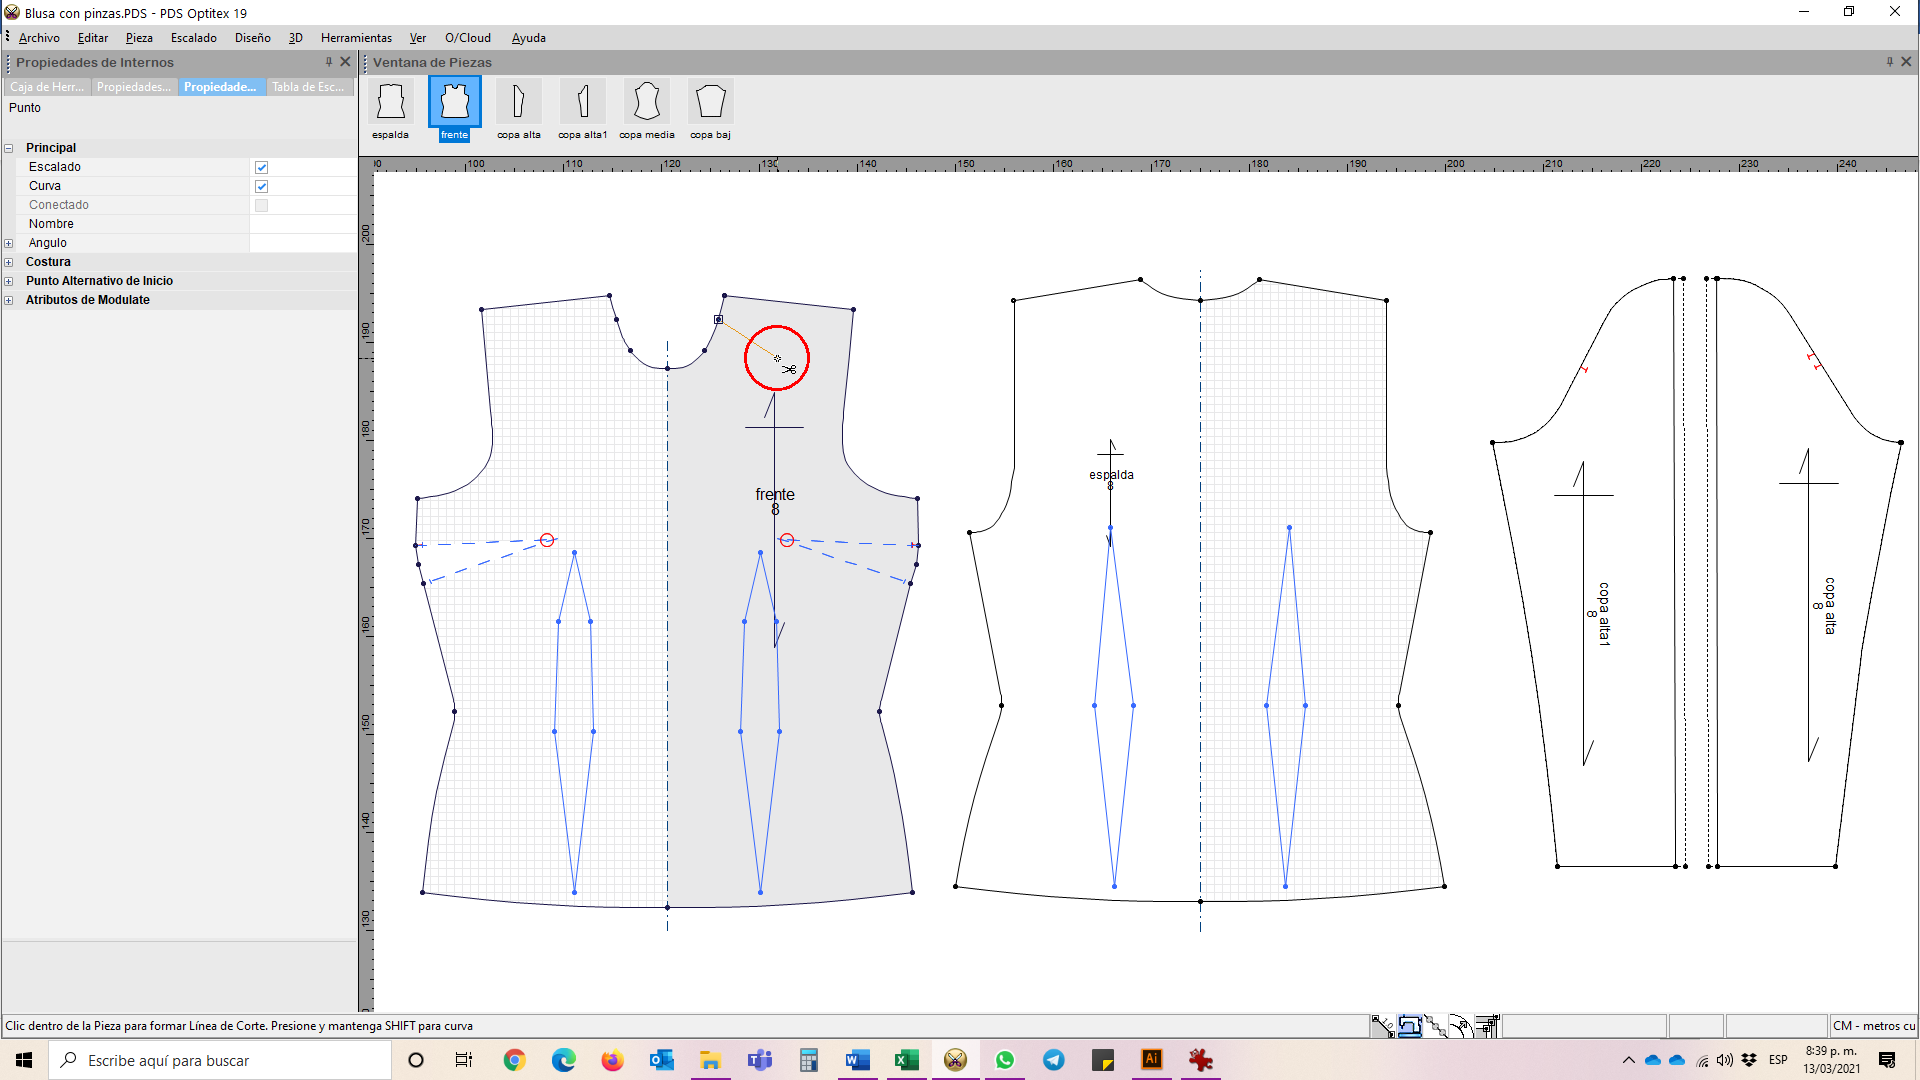 Blusa con pinzas.PDS - PDS Optitex 19
Archivo Editar Pieza Escalado Diseño 3D Herramientas Ver O/Cloud Ayuda
Propiedades de Internos
Ventana de Piezas
Caja de Herr... Propiedades... Propiedade... Tabla de Esc...
Punto
espalda frente copa alta copa alta1 copa media copa baj
Principal
Escalado
Curva
Conectado
Nombre
Angulo
Costura
Punto Alternativo de Inicio
Atributos de Modulate
100 110 120 130 140 150 160 170 180 190 200 210 220 230 240
200
190
180
170
160
150
140
130
frente
8
espalda
8
copa alta1
8
copa alta
8
Clic dentro de la Pieza para formar Línea de Corte. Presione y mantenga SHIFT para curva
CM - metros cu
Escribe aquí para buscar
Ai
ESP
8:39 p. m.
13/03/2021